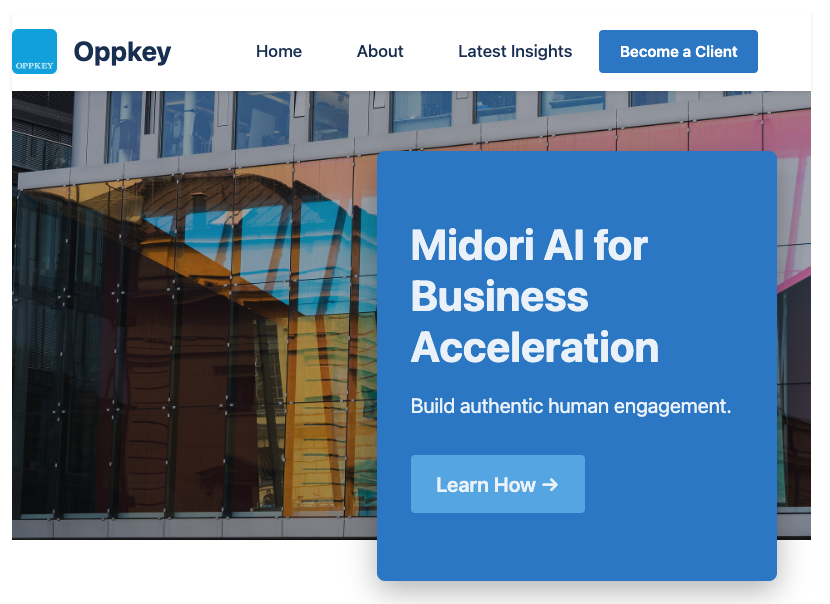 OPPKEY
Oppkey
Home
About
Latest Insights
Become a Client
Midori AI for
Business
Acceleration
Build authentic human engagement.
Learn How →